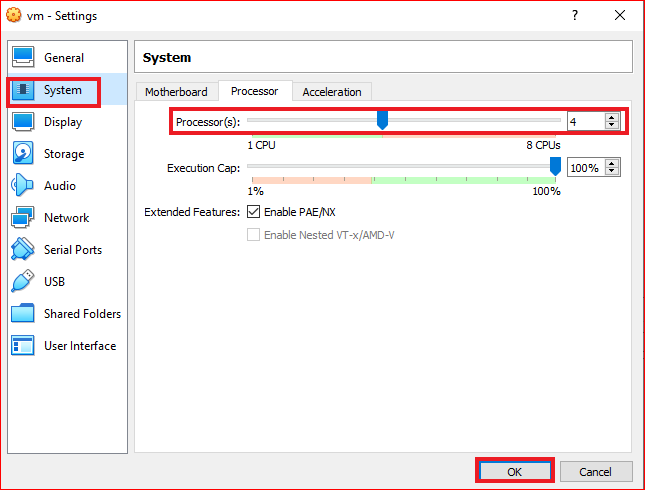 vm - Settings ?
General
System
Display
Storage
Audio
Network
Serial Ports
USB
Shared Folders
User Interface
System
Motherboard Processor Acceleration
Processor(s): 4
1 CPU 8 CPUs
Execution Cap: 100%
1% 100%
Extended Features: Enable PAE/NX
Enable Nested VT-x/AMD-V
OK Cancel